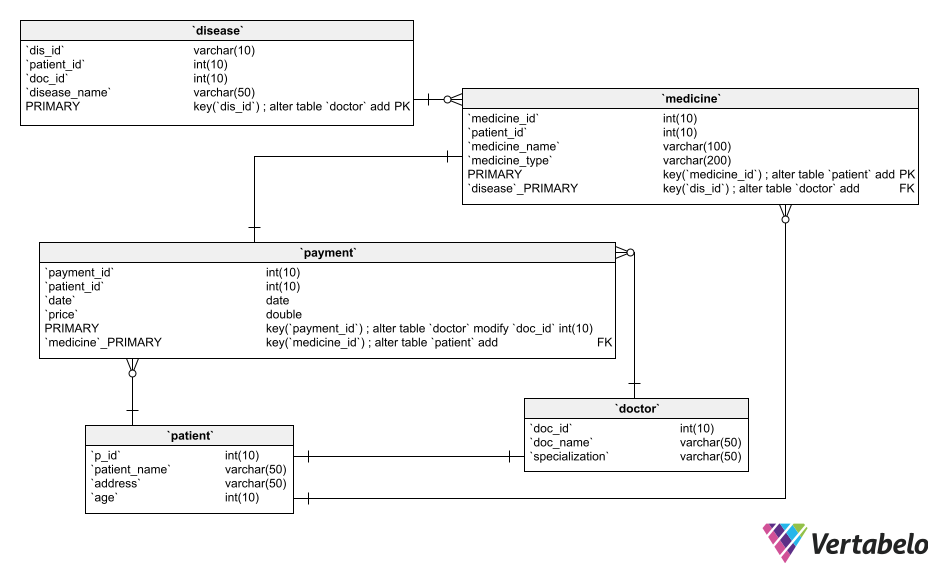 `disease`
`dis_id` varchar(10)
`patient_id` int(10)
`doc_id` int(10)
`disease_name` varchar(50)
PRIMARY key(`dis_id`) ; alter table `doctor` add PK
`medicine`
`medicine_id` int(10)
`patient_id` int(10)
`medicine_name` varchar(100)
`medicine_type` varchar(200)
PRIMARY key(`medicine_id`) ; alter table `patient` add PK
`disease`_PRIMARY key(`dis_id`) ; alter table `doctor` add FK
`payment`
`payment_id` int(10)
`patient_id` int(10)
`date` date
`price` double
PRIMARY key(`payment_id`) ; alter table `doctor` modify `doc_id` int(10)
`medicine`_PRIMARY key(`medicine_id`) ; alter table `patient` add FK
`doctor`
`doc_id` int(10)
`doc_name` varchar(50)
`specialization` varchar(50)
`patient`
`p_id` int(10)
`patient_name` varchar(50)
`address` varchar(50)
`age` int(10)
Vertabelo